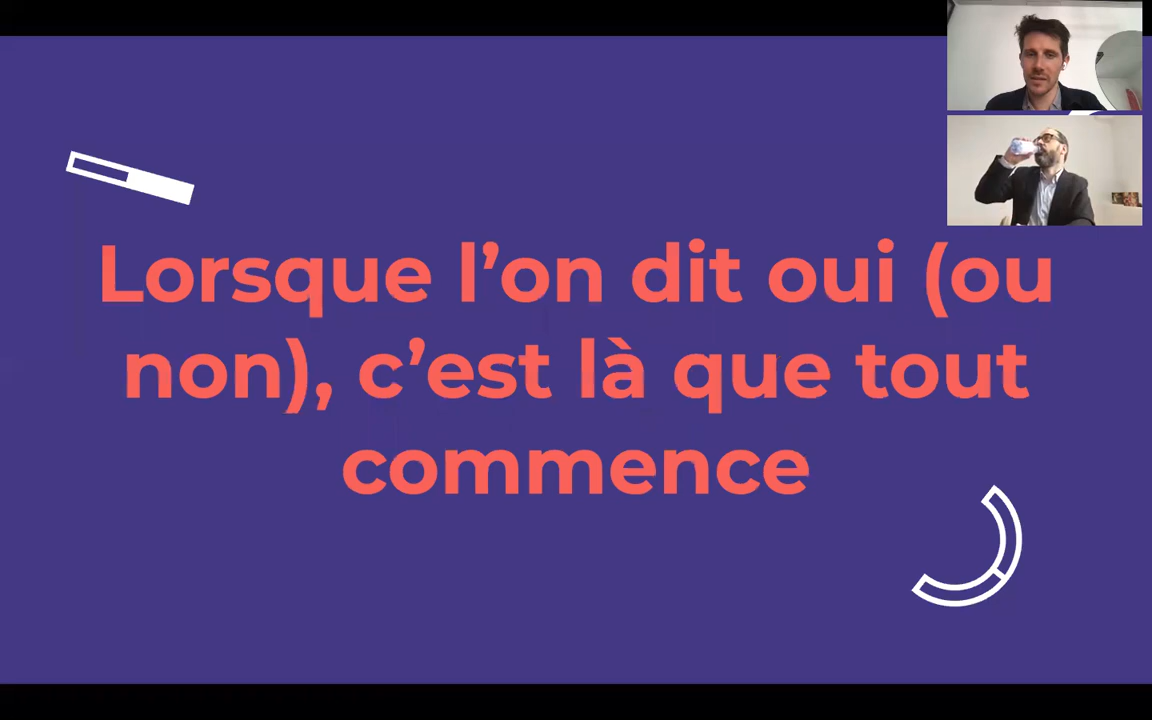 Lorsque l’on dit oui (ou
non), c’est là que tout
commence